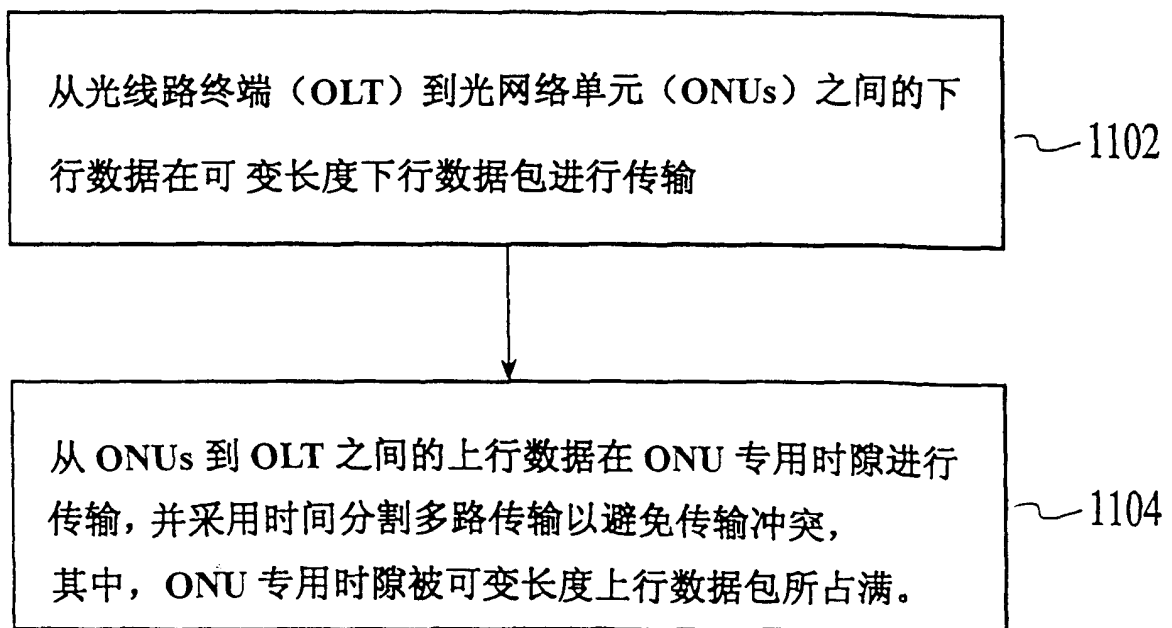 从光线路终端（OLT）到光网络单元（ONUs）之间的下
行数据在可 变长度下行数据包进行传输
1102
从 ONUs 到 OLT 之间的上行数据在 ONU 专用时隙进行
传输，并采用时间分割多路传输以避免传输冲突，
其中，ONU 专用时隙被可变长度上行数据包所占满。
1104